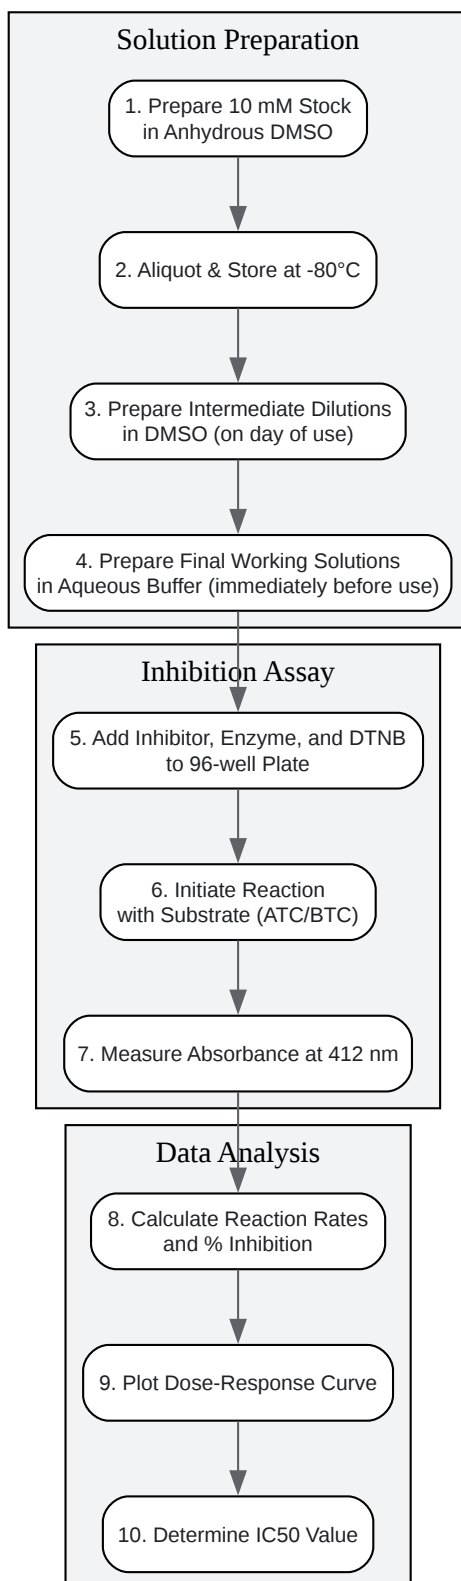 Solution Preparation
1. Prepare 10 mM Stock
in Anhydrous DMSO
2. Aliquot & Store at -80°C
3. Prepare Intermediate Dilutions
in DMSO (on day of use)
4. Prepare Final Working Solutions
in Aqueous Buffer (immediately before use)
Inhibition Assay
5. Add Inhibitor, Enzyme, and DTNB
to 96-well Plate
6. Initiate Reaction
with Substrate (ATC/BTC)
7. Measure Absorbance at 412 nm
Data Analysis
8. Calculate Reaction Rates
and % Inhibition
9. Plot Dose-Response Curve
10. Determine IC50 Value